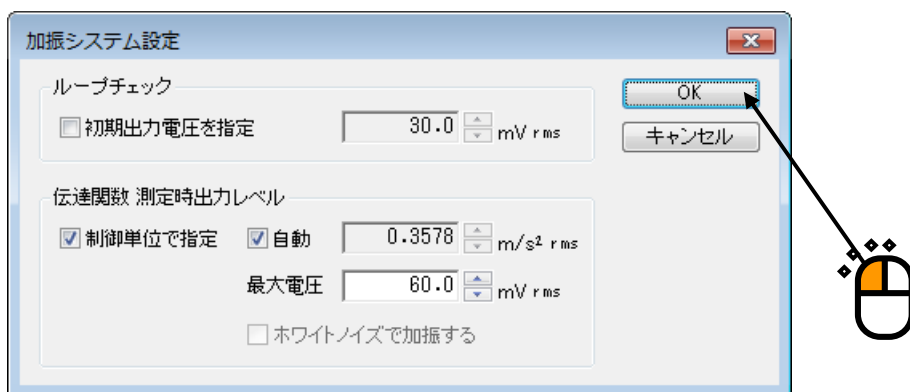 加振システム設定
ループチェック
初期出力電圧を指定 30.0 mV rms
OK
キャンセル
伝達関数 測定時出力レベル
制御単位で指定 自動 0.3578 m/s² rms
最大電圧 60.0 mV rms
ホワイトノイズで加振する